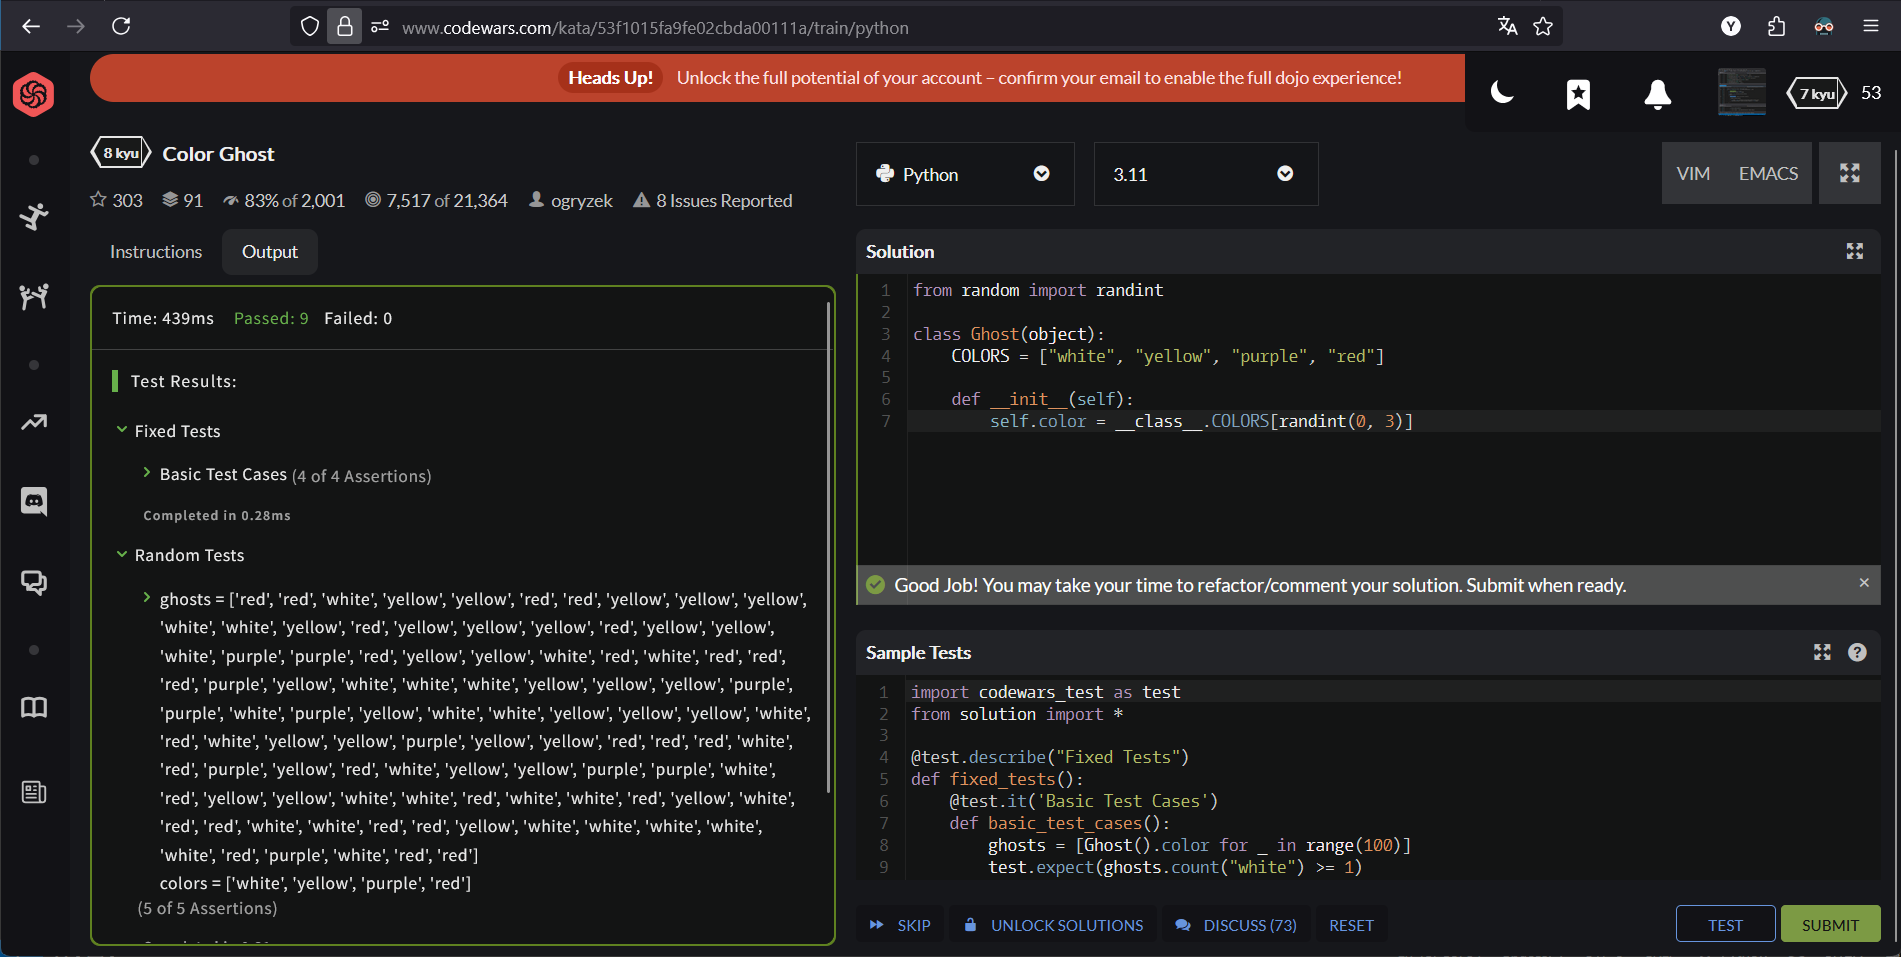 www.codewars.com/kata/53f1015fa9fe02cbda00111a/train/python
Y
Heads Up! Unlock the full potential of your account – confirm your email to enable the full dojo experience!
7 kyu 53
8 kyu Color Ghost
303 91 83% of 2,001 7,517 of 21,364 ogryzek 8 Issues Reported
Instructions Output
Time: 439ms Passed: 9 Failed: 0
Test Results:
Fixed Tests
Basic Test Cases (4 of 4 Assertions)
Completed in 0.28ms
Random Tests
ghosts = ['red', 'red', 'white', 'yellow', 'yellow', 'red', 'red', 'yellow', 'yellow', 'yellow',
'white', 'white', 'yellow', 'red', 'yellow', 'yellow', 'yellow', 'red', 'yellow', 'yellow',
'white', 'purple', 'purple', 'red', 'yellow', 'yellow', 'white', 'red', 'white', 'red', 'red',
'red', 'purple', 'yellow', 'white', 'white', 'white', 'yellow', 'yellow', 'yellow', 'purple',
'purple', 'white', 'purple', 'yellow', 'white', 'white', 'yellow', 'yellow', 'yellow', 'white',
'red', 'white', 'yellow', 'yellow', 'purple', 'yellow', 'yellow', 'red', 'red', 'red', 'white',
'red', 'purple', 'yellow', 'red', 'white', 'yellow', 'yellow', 'purple', 'purple', 'white',
'red', 'yellow', 'yellow', 'white', 'white', 'red', 'white', 'white', 'red', 'yellow', 'white',
'red', 'red', 'white', 'white', 'red', 'red', 'yellow', 'white', 'white', 'white', 'white',
'white', 'red', 'purple', 'white', 'red', 'red']
colors = ['white', 'yellow', 'purple', 'red']
(5 of 5 Assertions)
Python 3.11 VIM EMACS
Solution
1 from random import randint
2
3 class Ghost(object):
4 COLORS = ["white", "yellow", "purple", "red"]
5
6 def __init__(self):
7 self.color = __class__.COLORS[randint(0, 3)]
Good Job! You may take your time to refactor/comment your solution. Submit when ready. ×
Sample Tests
1 import codewars_test as test
2 from solution import *
3
4 @test.describe("Fixed Tests")
5 def fixed_tests():
6 @test.it('Basic Test Cases')
7 def basic_test_cases():
8 ghosts = [Ghost().color for _ in range(100)]
9 test.expect(ghosts.count("white") >= 1)
SKIP UNLOCK SOLUTIONS DISCUSS (73) RESET TEST SUBMIT